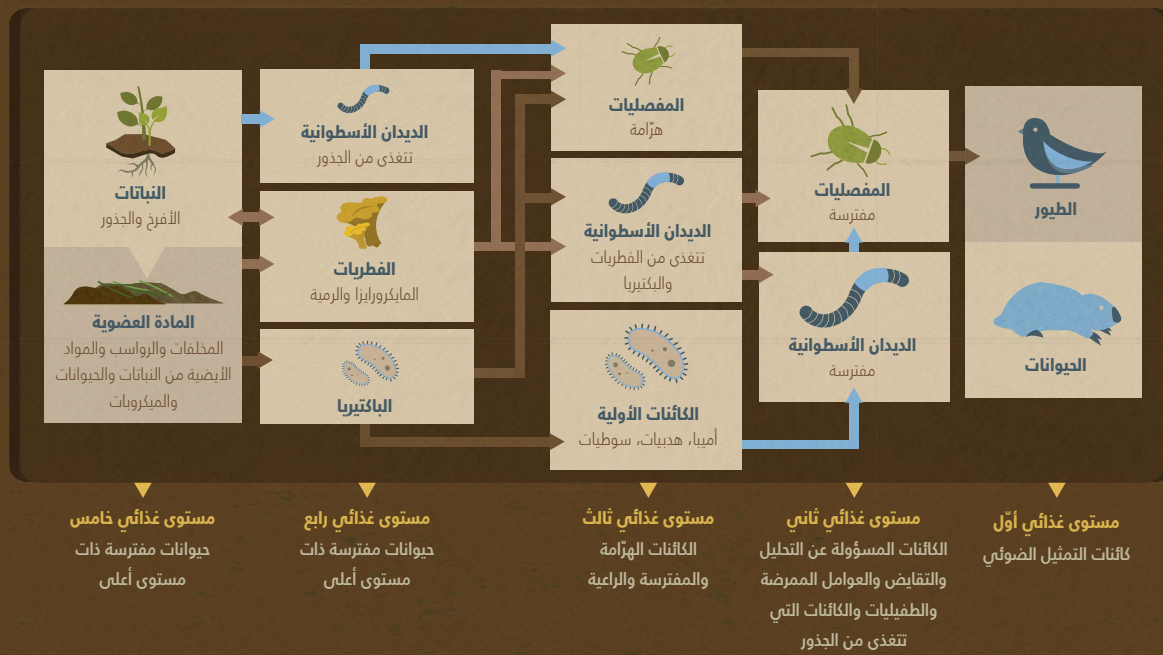 النباتات
الأفرخ والجذور
المادة العضوية
المخلفات والرواسب والمواد
الأيضية من النباتات والحيوانات
والميكروبات
الديدان الأسطوانية
تتغذى من الجذور
الفطريات
المايكورايزا والرمية
الباكتيريا
المفصليات
هرّامة
الديدان الأسطوانية
تتغذى من الفطريات
والبكتيريا
الكائنات الأولية
أميبا، هدبيات، سوطيات
المفصليات
مفترسة
الديدان الأسطوانية
مفترسة
الطيور
الحيوانات
مستوى غذائي أوّل
كائنات التمثيل الضوئي
مستوى غذائي ثاني
الكائنات المسؤولة عن التحليل
والتقايض والعوامل الممرضة
والطفيليات والكائنات التي
تتغذى من الجذور
مستوى غذائي ثالث
الكائنات الهرّامة
والمفترسة والراعية
مستوى غذائي رابع
حيوانات مفترسة ذات
مستوى أعلى
مستوى غذائي خامس
حيوانات مفترسة ذات
مستوى أعلى